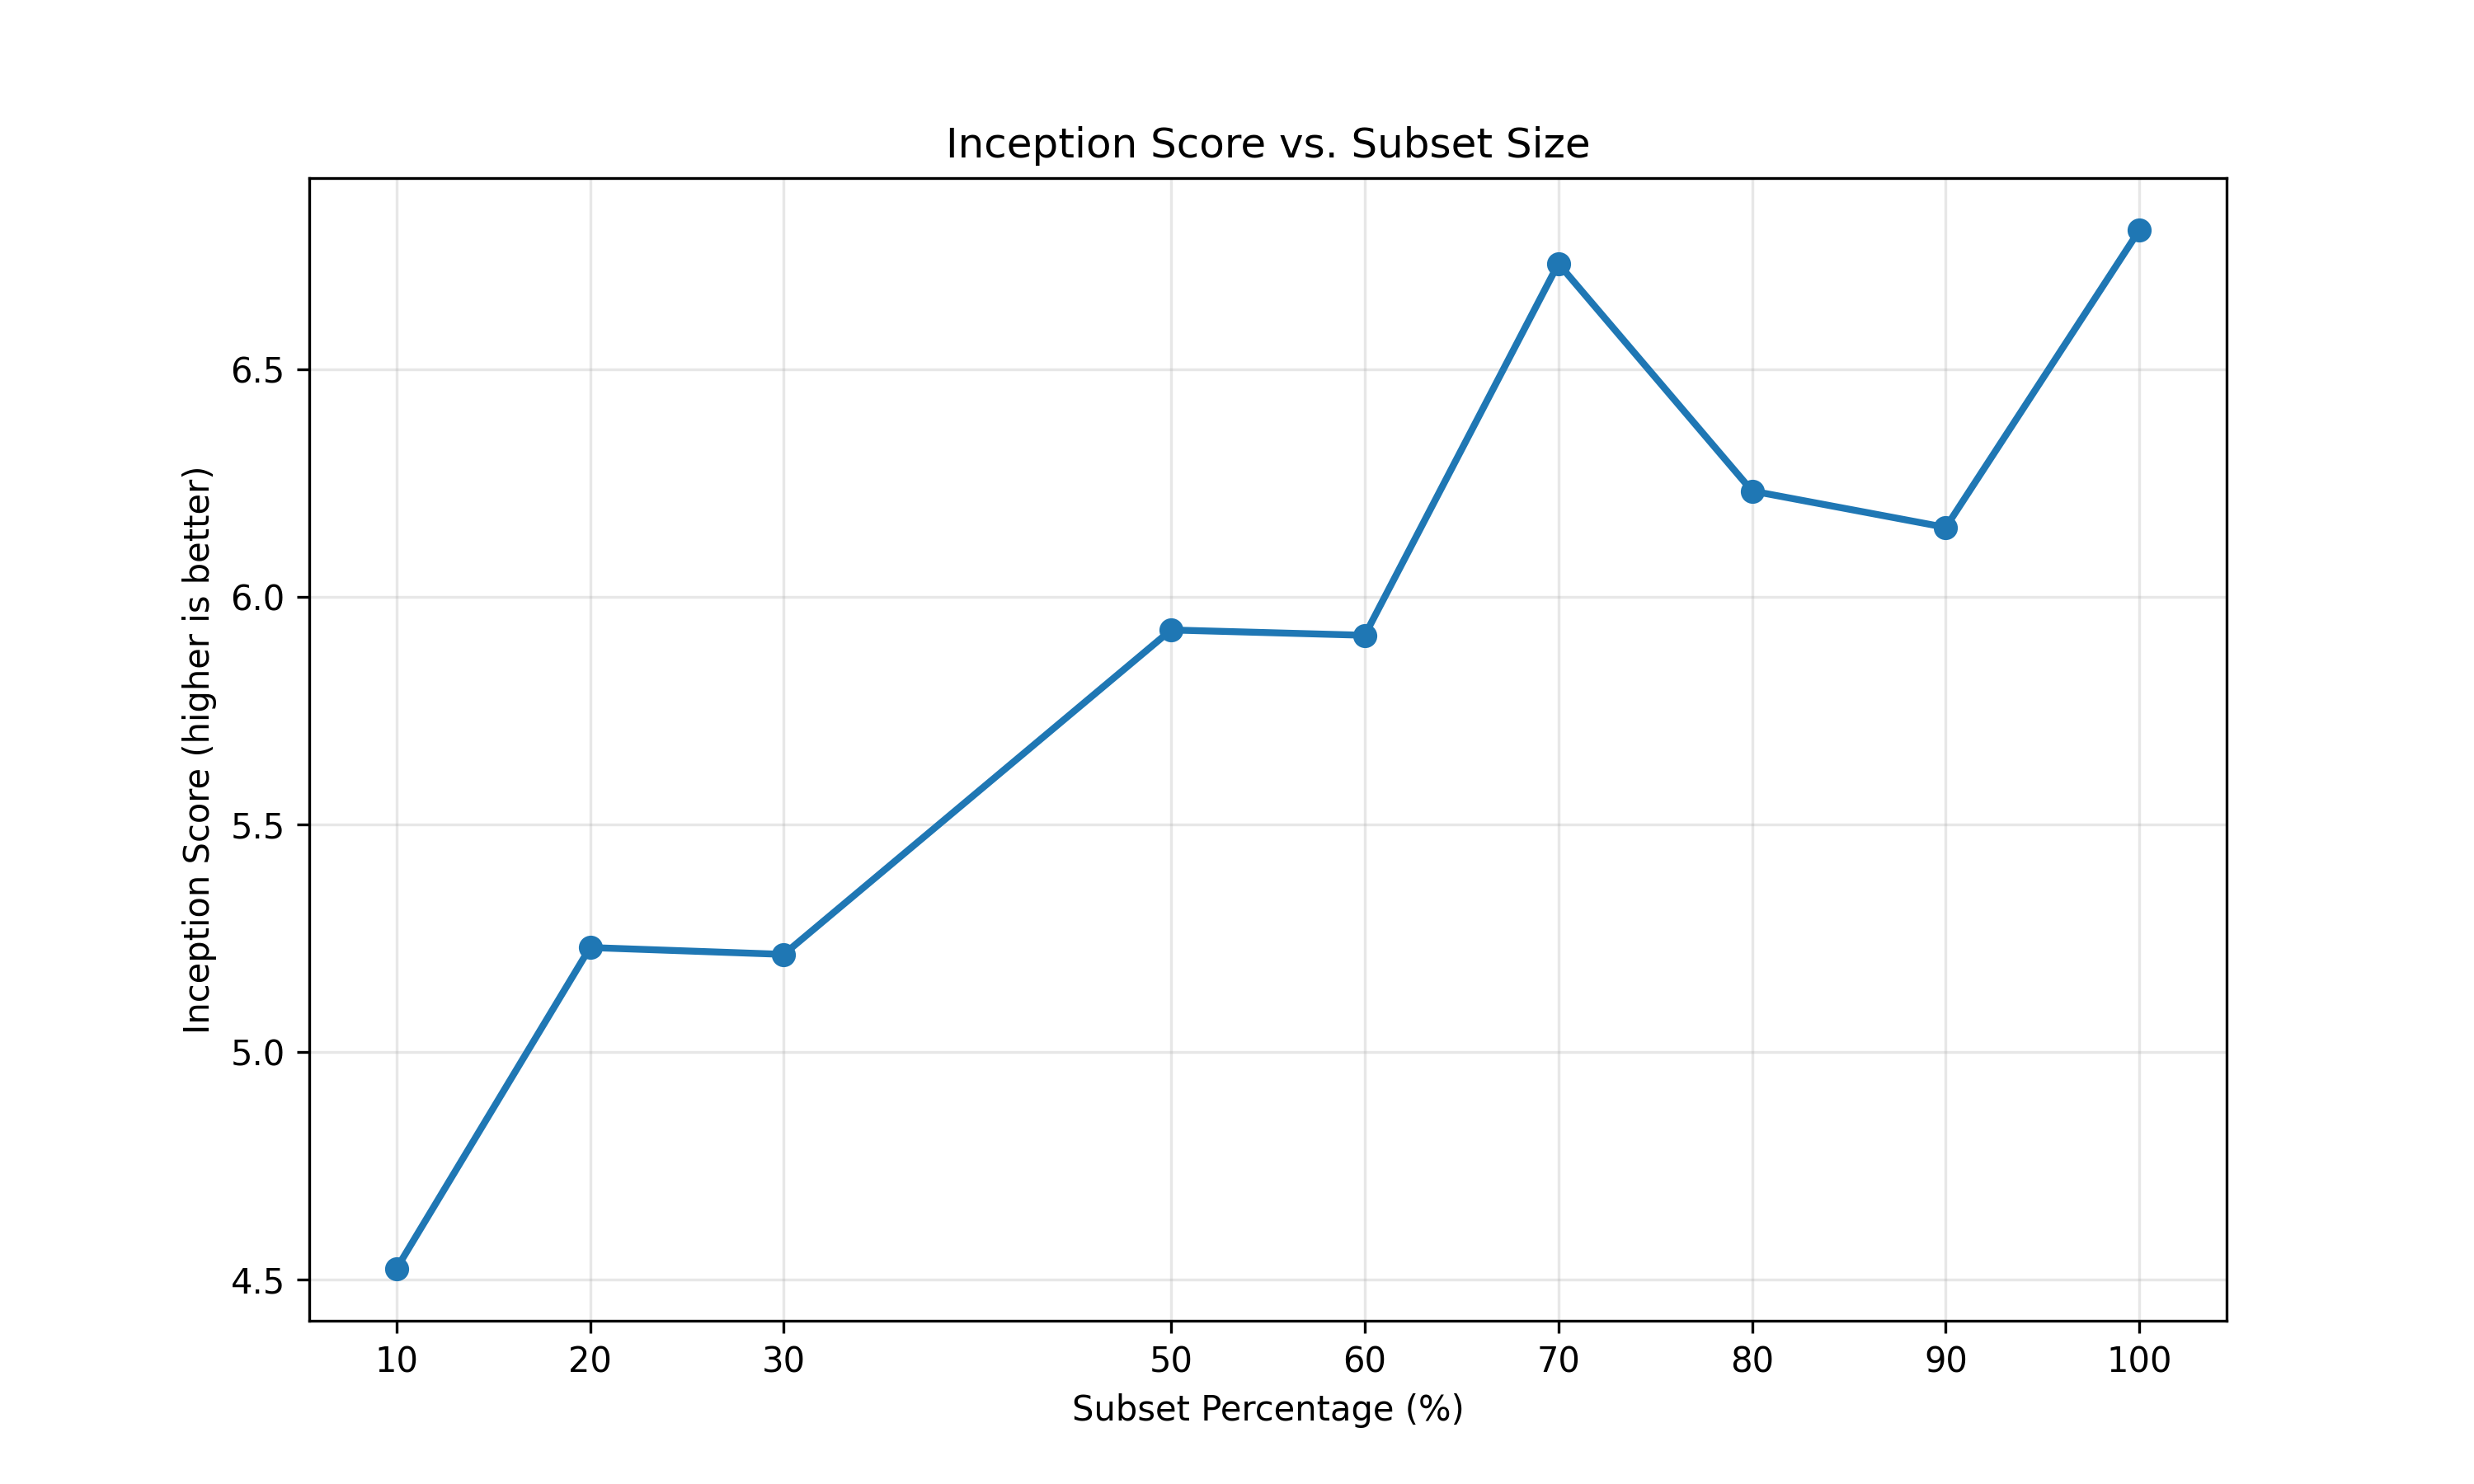 Inception Score vs. Subset Size
Inception Score (higher is better)
6.5
6.0
5.5
5.0
4.5
10 20 30 50 60 70 80 90 100
Subset Percentage (%)